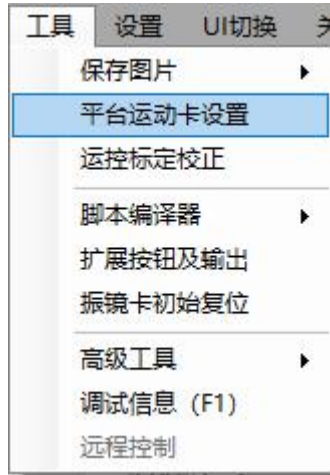 工具 设置 UI切换
保存图片
平台运动卡设置
运控标定校正
脚本编译器
扩展按钮及输出
振镜卡初始复位
高级工具
调试信息（F1）
远程控制